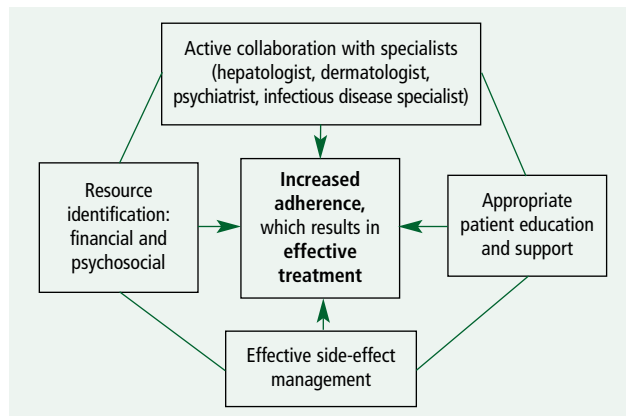 Active collaboration with specialists
(hepatologist, dermatologist,
psychiatrist, infectious disease specialist)
Resource
identification:
financial and
psychosocial
Increased
adherence,
which results in
effective
treatment
Appropriate
patient education
and support
Effective side-effect
management